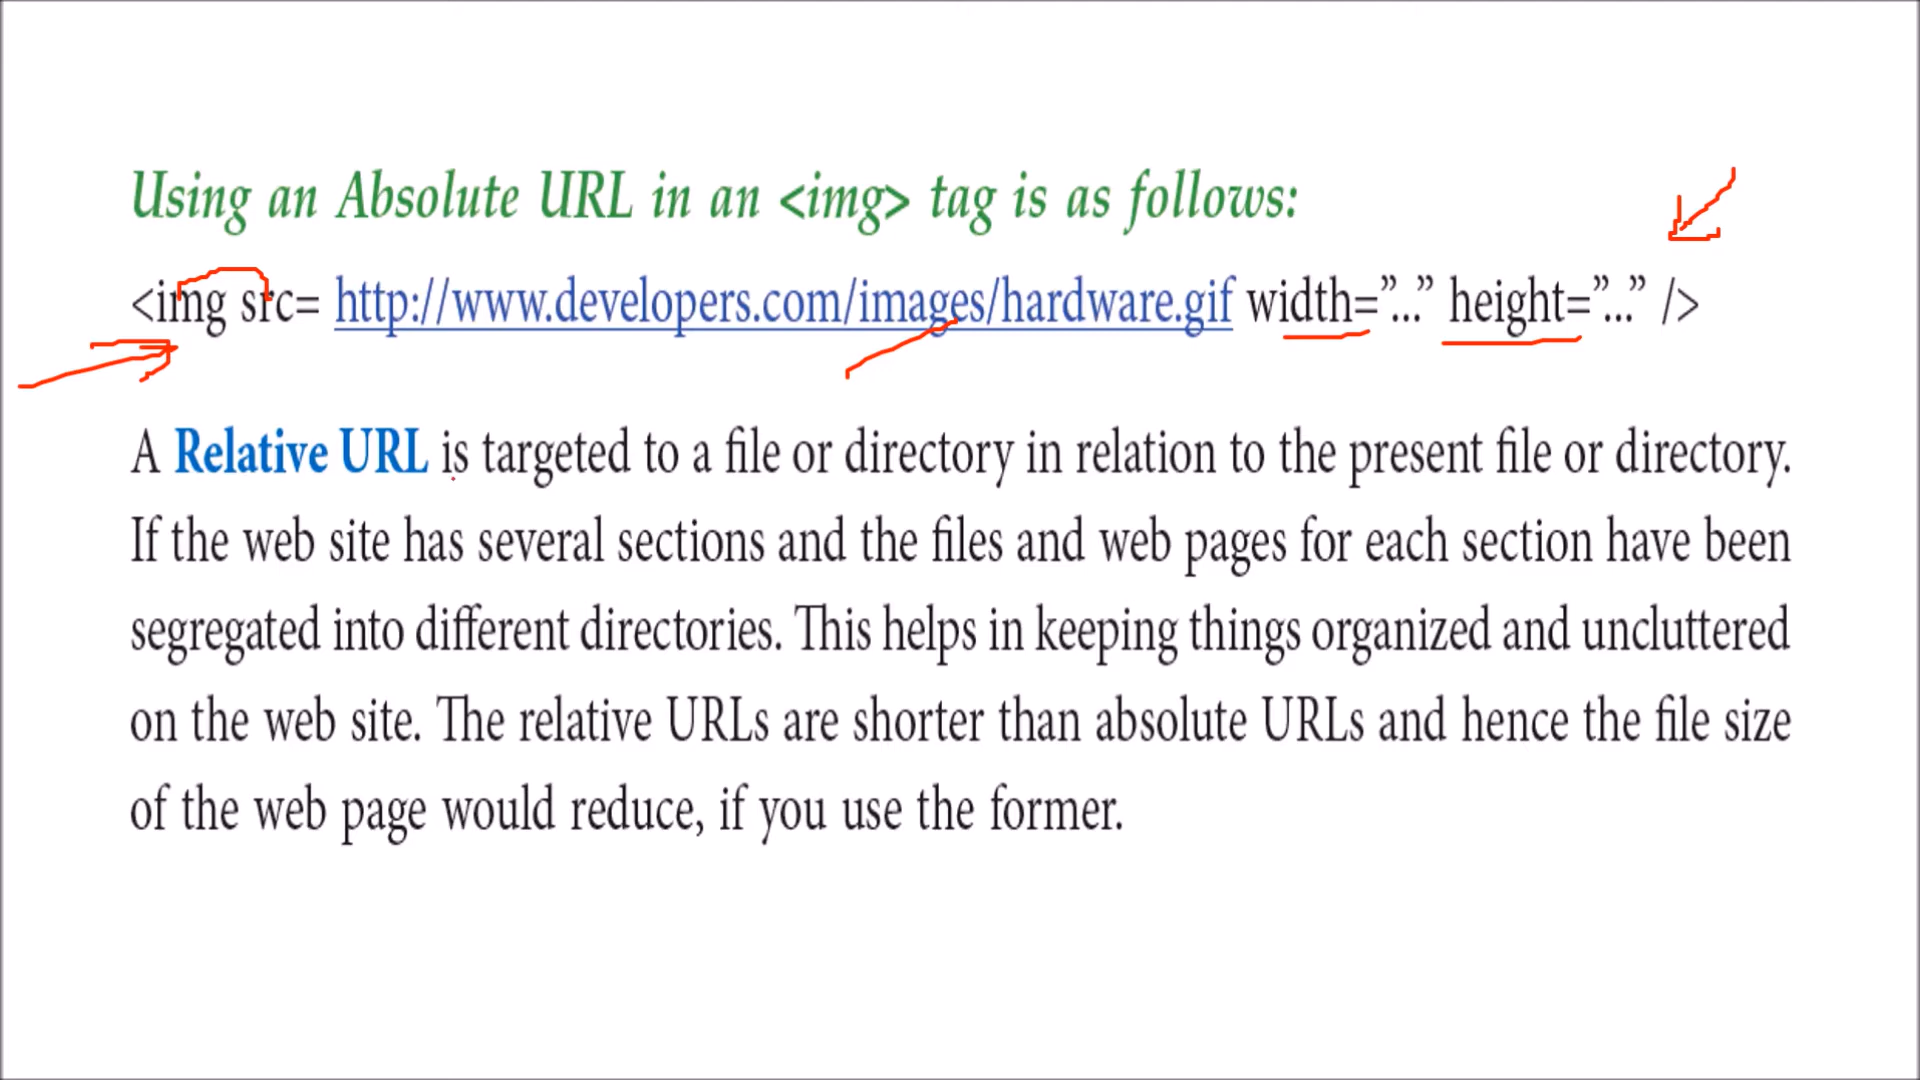 Using an Absolute URL in an <img> tag is as follows:
<img src= http://www.developers.com/images/hardware.gif width=”...” height=”...” />
A Relative URL is targeted to a file or directory in relation to the present file or directory.
If the web site has several sections and the files and web pages for each section have been
segregated into different directories. This helps in keeping things organized and uncluttered
on the web site. The relative URLs are shorter than absolute URLs and hence the file size
of the web page would reduce, if you use the former.